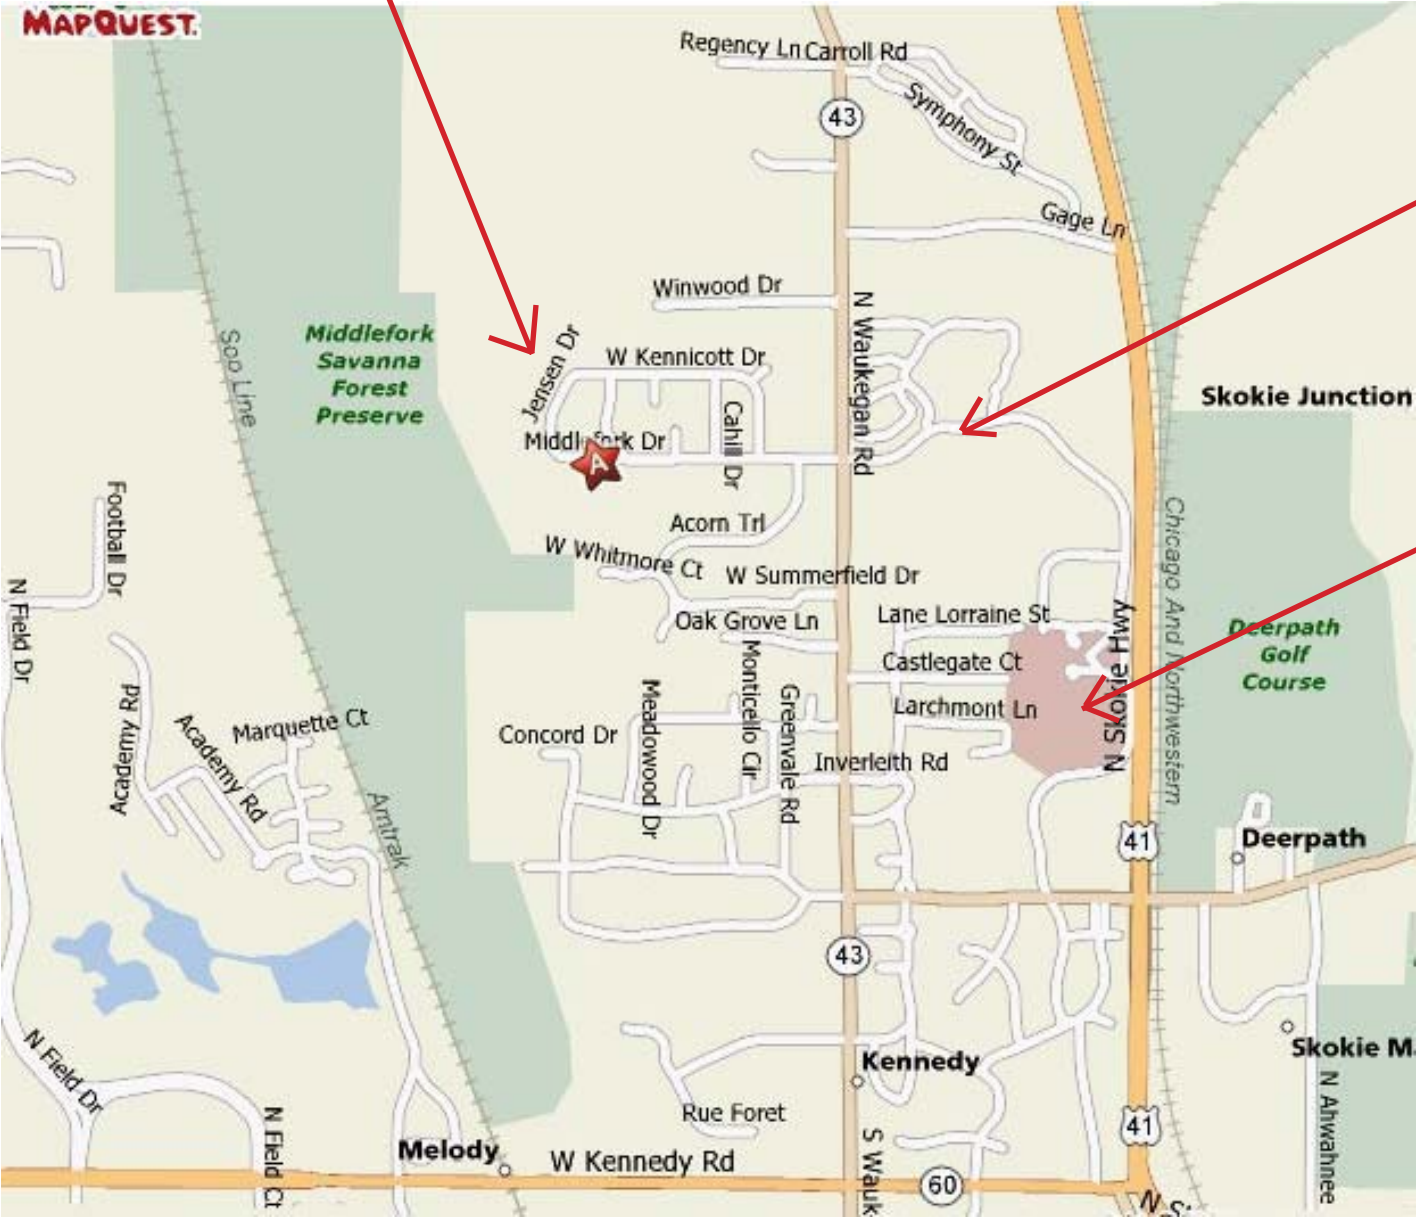 MAPQUEST.
Regency Ln Carroll Rd
43
Symphony St
Gage Ln
Winwood Dr
N Waukegan Rd
Soo Line
Middlefork
Savanna
Forest
Preserve
Jensen Dr
W Kennicott Dr
Skokie Junction
Cahill Dr
A
Football Dr
Acorn Trl
W Whitmore Ct
W Summerfield Dr
Chicago And Northwestern
N Field Dr
Oak Grove Ln
Lane Lorraine St
N Skokie Hwy
Deerpath
Golf
Course
Castlegate Ct
Monticello Cir
Meadowood Dr
Greenvale Rd
Larchmont Ln
Academy Rd
Academy Rd
Marquette Ct
Concord Dr
Inverleith Rd
Amtrak
41
Deerpath
43
Kennedy
Skokie M
N Field Dr
N Field Ct
Rue Foret
N Ahwahnee
41
S Wauk
Melody
W Kennedy Rd
60